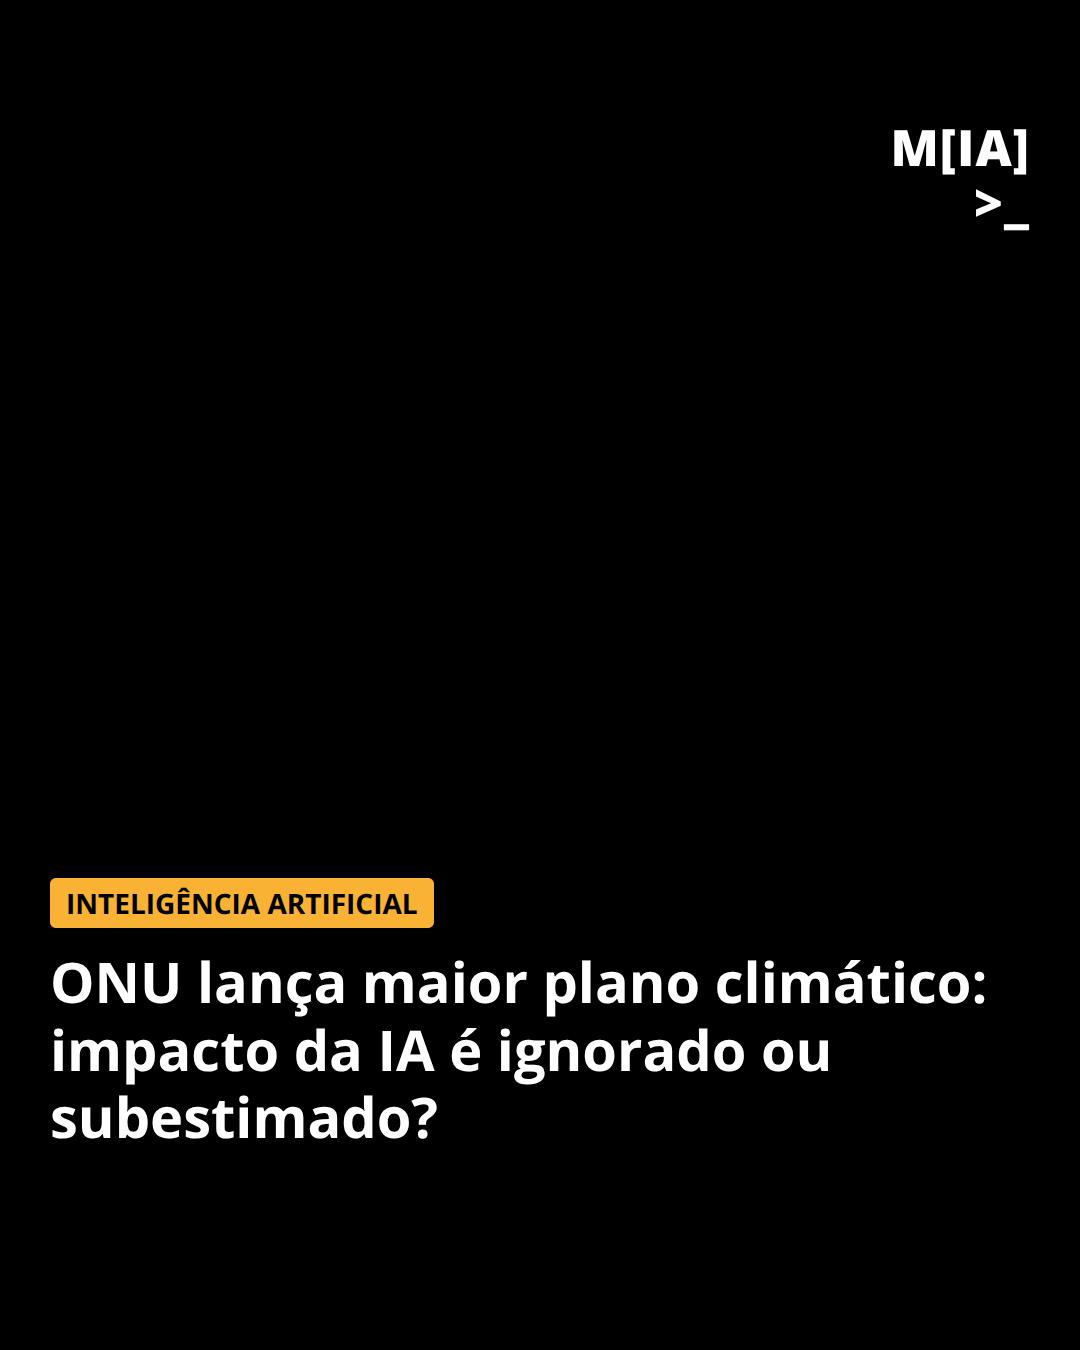 M[IA]
>_
INTELIGÊNCIA ARTIFICIAL
ONU lança maior plano climático:
impacto da IA é ignorado ou
subestimado?